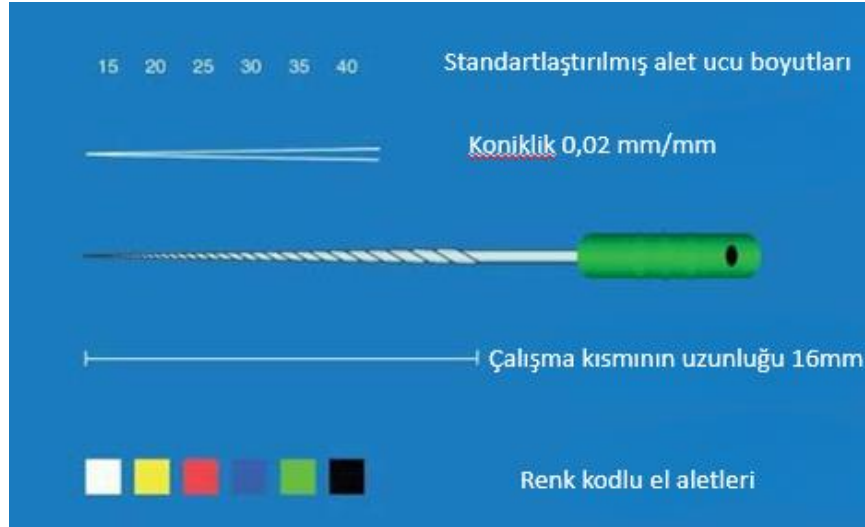 15 20 25 30 35 40 Standartlaştırılmış alet ucu boyutları
Koniklik 0,02 mm/mm
Çalışma kısmının uzunluğu 16mm
Renk kodlu el aletleri